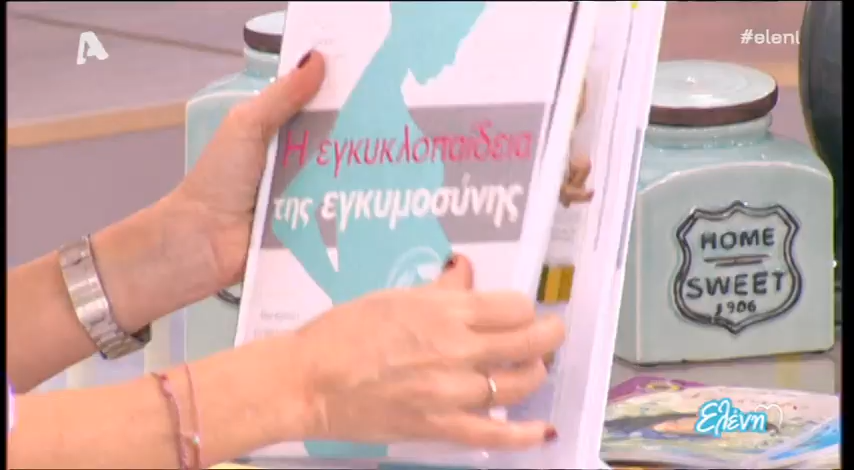 #eleni
Η εγκυκλοπαίδεια
της εγκυμοσύνης
HOME
SWEET
1906
Ελένη